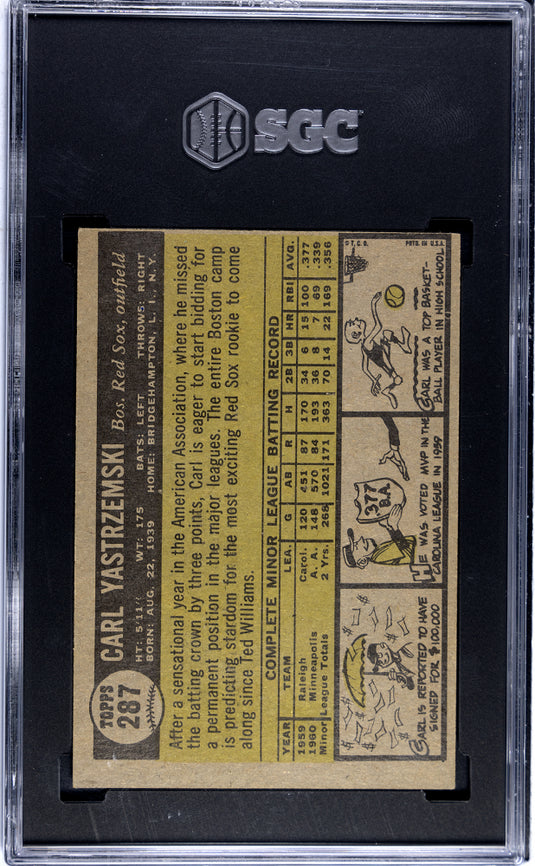 SGC
TOPPS
287
CARL YASTRZEMSKI Bos. Red Sox, outfield
HT: 5'11" WT: 175 BATS: LEFT THROWS: RIGHT
BORN: AUG. 22, 1939 HOME: BRIDGEHAMPTON, L. I., N. Y.
After a sensational year in the American Association, where he missed
the batting crown by three points, Carl is eager to start bidding for
a permanent position in the major leagues. The entire Boston camp
is predicting stardom for the most exciting Red Sox rookie to come
along since Ted Williams.
COMPLETE MINOR LEAGUE BATTING RECORD
YEAR TEAM LEA. G AB R H 2B 3B HR RBI AVG.
1959 Raleigh Carol. 120 451 87 170 34 6 15 100 .377
1960 Minneapolis A. A. 148 570 84 193 36 8 7 69 .339
Minor League Totals 2 Yrs. 268 1021 171 363 70 14 22 169 .356
CARL IS REPORTED TO HAVE
SIGNED FOR $100,000
377
B.A.
HE WAS VOTED MVP IN THE
CAROLINA LEAGUE IN 1959
© T. C. G. PRTD. IN U.S.A.
CARL WAS A TOP BASKET-
BALL PLAYER IN HIGH SCHOOL